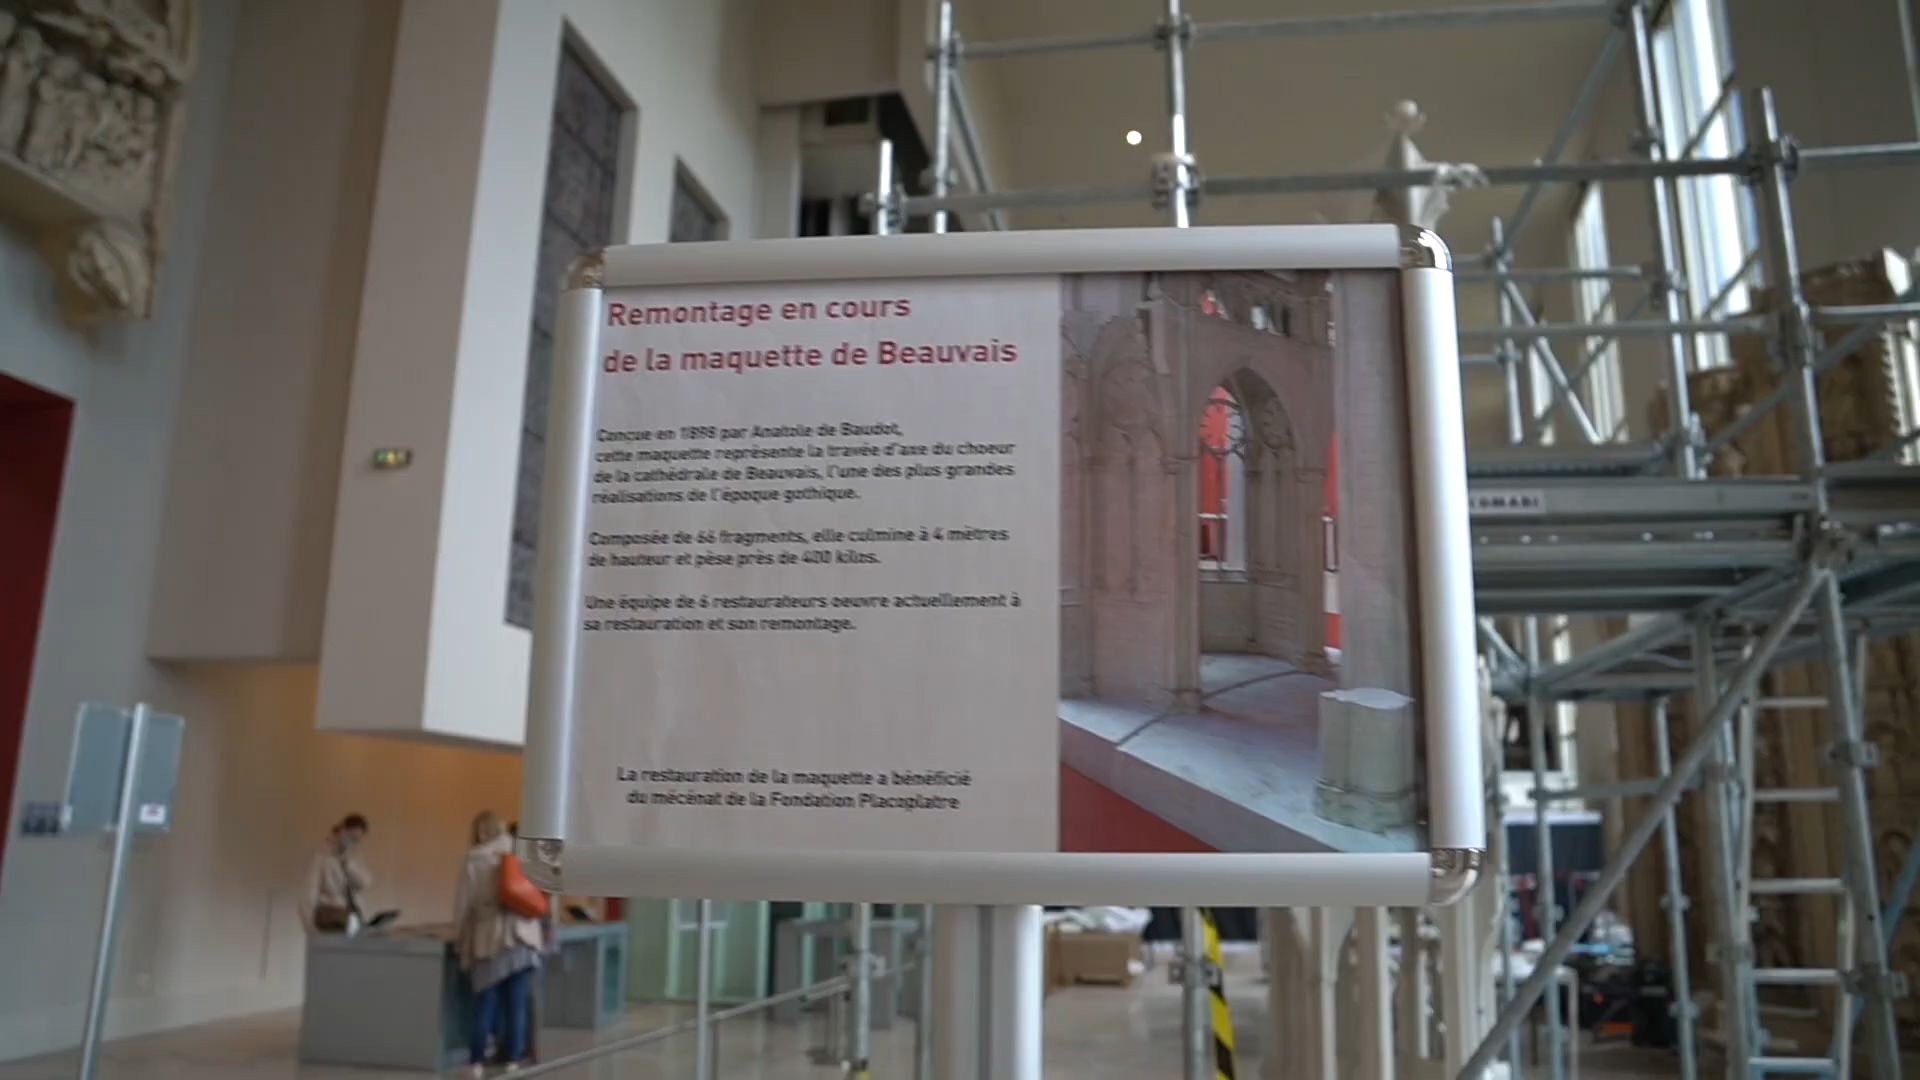 Remontage en cours
de la maquette de Beauvais
Conçue en 1898 par Anatole de Baudot,
cette maquette représente la travée d'axe du choeur
de la cathédrale de Beauvais, l'une des plus grandes
réalisations de l'époque gothique.
Composée de 66 fragments, elle culmine à 4 mètres
de hauteur et pèse près de 400 kilos.
Une équipe de 6 restaurateurs oeuvre actuellement à
sa restauration et son remontage.
La restauration de la maquette a bénéficié
du mécénat de la Fondation Placoplatre